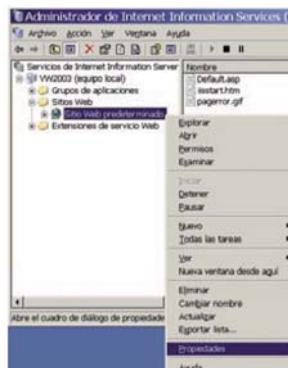 Administrador de Internet Information Services (
Archivo Acción Ver Ventana Ayuda
Servicios de Internet Information Server
VW2003 (equipo local)
Grupos de aplicaciones
Sitios Web
Sitio Web predeterminado
Extensiones de servicio Web
Nombre
Default.asp
iisstart.htm
pagerror.gif
Explorar
Abrir
Permisos
Examinar
Iniciar
Detener
Pausar
Nuevo
Todas las tareas
Ver
Nueva ventana desde aquí
Eliminar
Cambiar nombre
Actualizar
Exportar lista...
Propiedades
Ayuda
Abre el cuadro de diálogo de propiedade